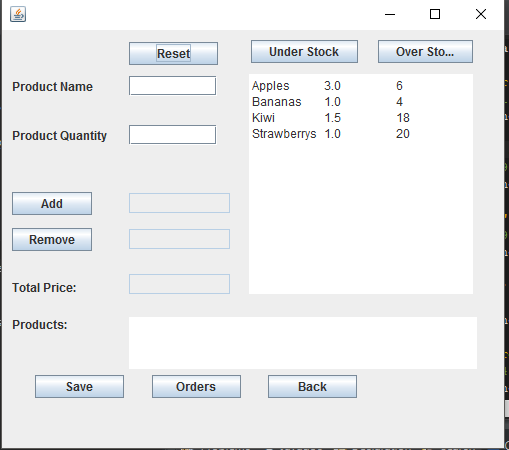 Reset Under Stock Over Sto...
Product Name
Apples 3.0 6
Bananas 1.0 4
Kiwi 1.5 18
Strawberrys 1.0 20
Product Quantity
Add
Remove
Total Price:
Products:
Save Orders Back